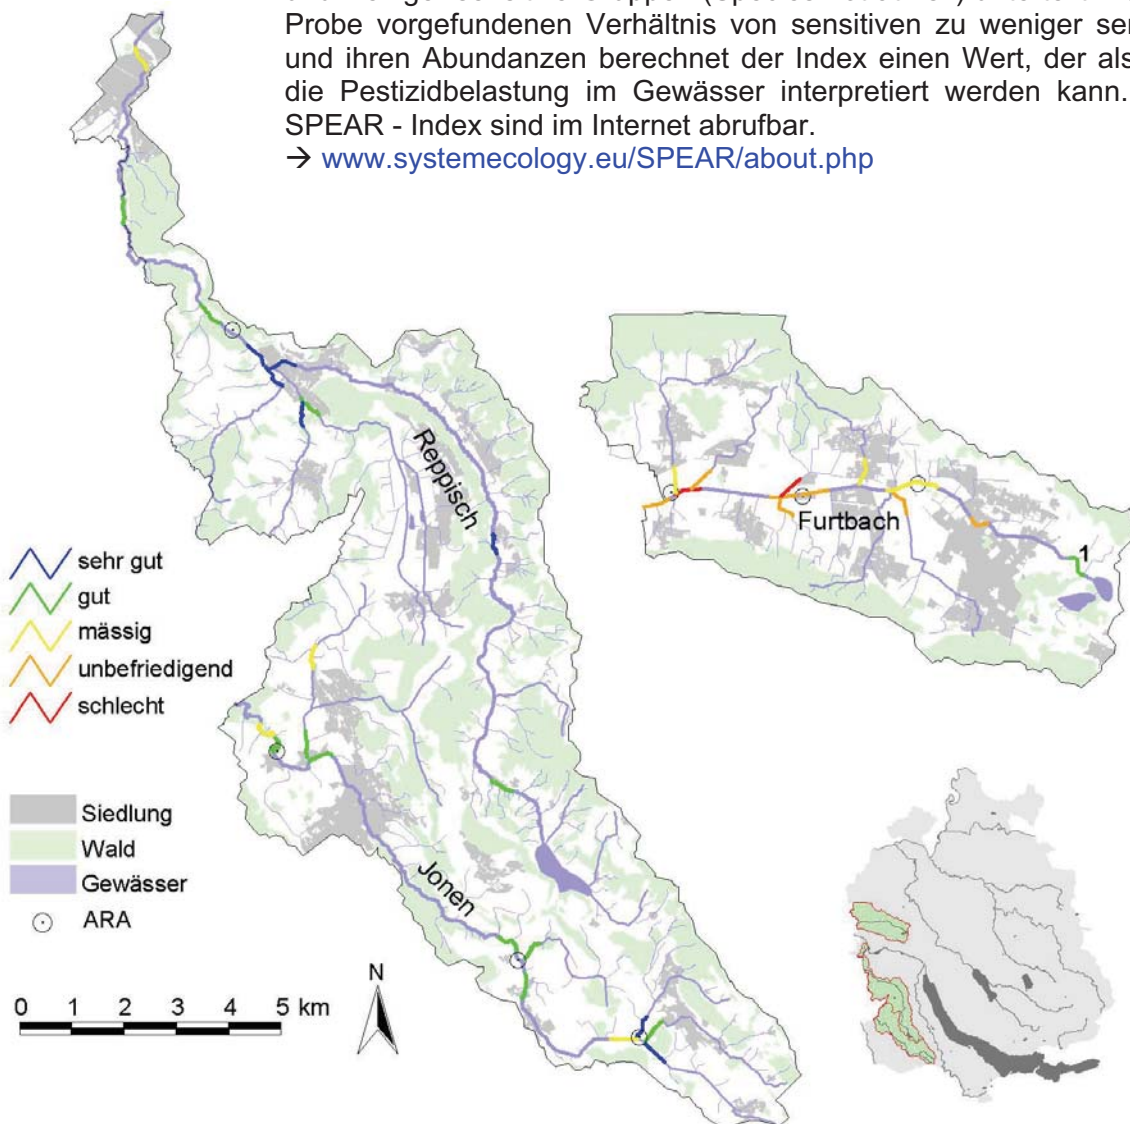 Probe vorgefundenen Verhältnis von sensitiven zu weniger
und ihren Abundanzen berechnet der Index einen Wert, der als
die Pestizidbelastung im Gewässer interpretiert werden kann.
SPEAR - Index sind im Internet abrufbar.
→ www.systemecology.eu/SPEAR/about.php
Reppisch
Furtbach
1
sehr gut
gut
mässig
unbefriedigend
schlecht
Siedlung
Wald
Gewässer
ARA
Jonen
N
0 1 2 3 4 5 km